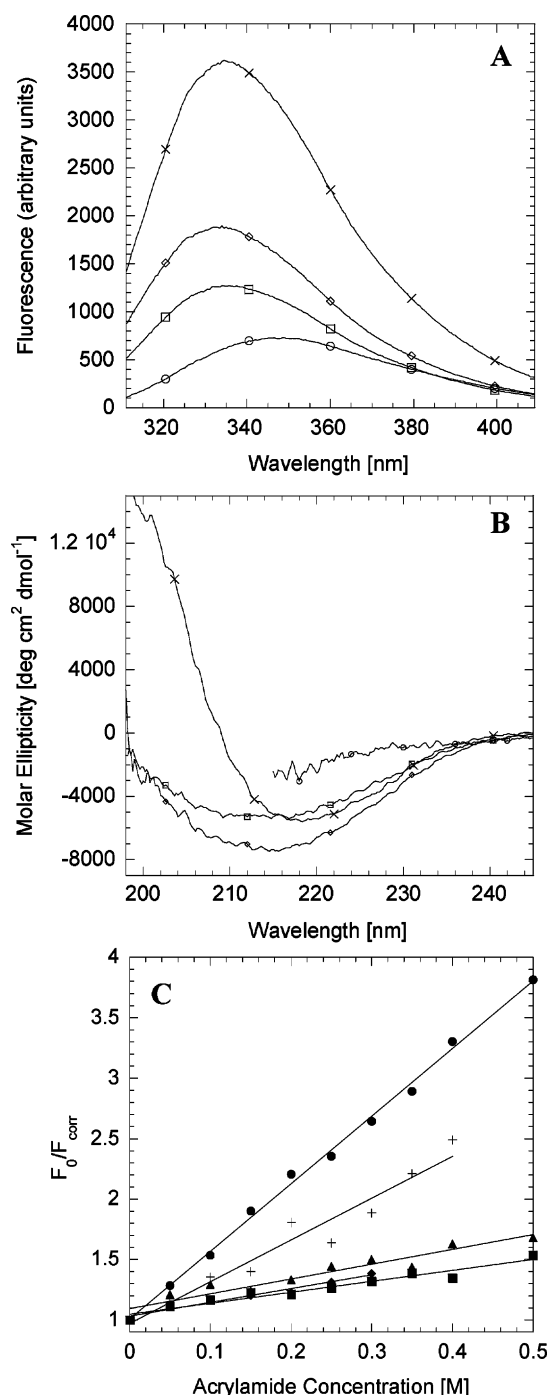 A
4000
3500
3000
2500
2000
1500
1000
500
0
Fluorescence (arbitrary units)
320 340 360 380 400
Wavelength [nm]
B
1.2 10⁴
8000
4000
0
-4000
-8000
Molar Ellipticity [deg cm² dmol⁻¹]
200 210 220 230 240
Wavelength [nm]
C
4
3.5
3
2.5
2
1.5
1
F₀/F_corr
0 0.1 0.2 0.3 0.4 0.5
Acrylamide Concentration [M]